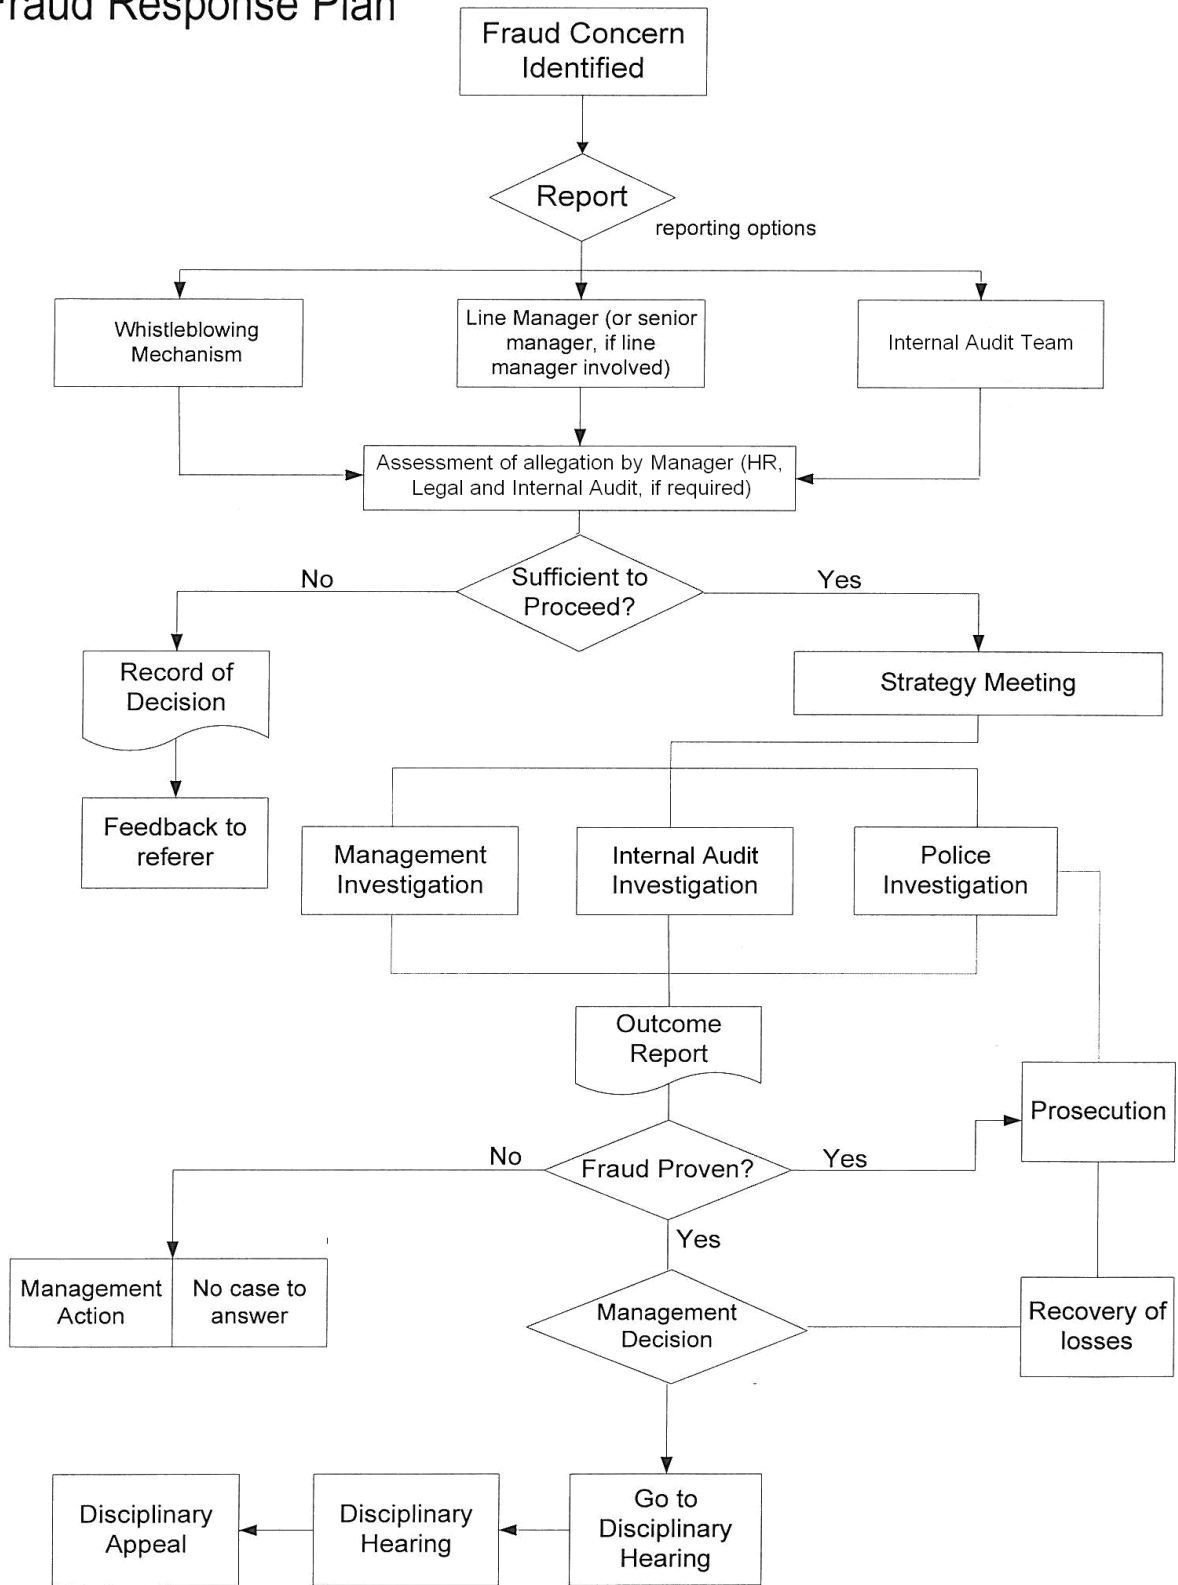 Fraud Response Plan
Fraud Concern
Identified
Report
reporting options
Whistleblowing
Mechanism
Line Manager (or senior
manager, if line
manager involved)
Internal Audit Team
Assessment of allegation by Manager (HR,
Legal and Internal Audit, if required)
No
Sufficient to
Proceed?
Yes
Record of
Decision
Strategy Meeting
Feedback to
referer
Management
Investigation
Internal Audit
Investigation
Police
Investigation
Outcome
Report
Prosecution
No
Fraud Proven?
Yes
Yes
Management
Action
No case to
answer
Management
Decision
Recovery of
losses
Disciplinary
Appeal
Disciplinary
Hearing
Go to
Disciplinary
Hearing